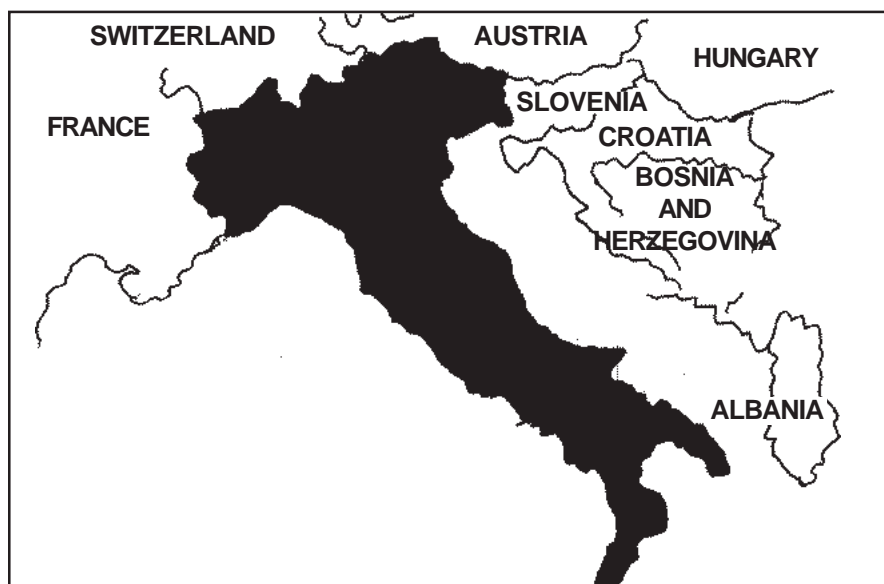 SWITZERLAND
AUSTRIA
HUNGARY
SLOVENIA
FRANCE
CROATIA
BOSNIA
AND
HERZEGOVINA
ALBANIA